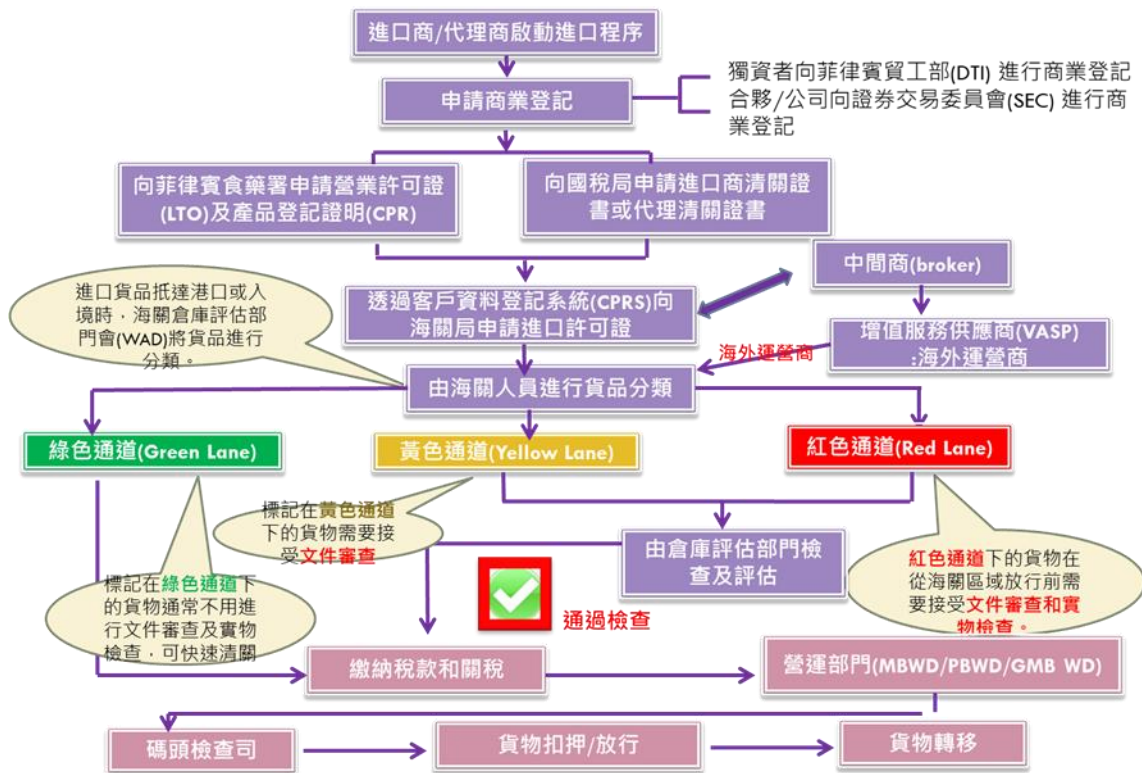 進口商/代理商啟動進口程序
申請商業登記
獨資者向菲律賓貿工部(DTI) 進行商業登記
合夥/公司向證券交易委員會(SEC) 進行商
業登記
向菲律賓食藥署申請營業許可證
(LTO)及產品登記證明(CPR)
向國稅局申請進口商清關證
書或代理清關證書
中間商(broker)
進口貨品抵達港口或入
境時，海關倉庫評估部
門會(WAD)將貨品進行
分類。
透過客戶資料登記系統(CPRS)向
海關局申請進口許可證
增值服務供應商(VASP)
:海外運營商
海外運營商
由海關人員進行貨品分類
綠色通道(Green Lane)
黃色通道(Yellow Lane)
紅色通道(Red Lane)
標記在黃色通道
下的貨物需要接
受文件審查
由倉庫評估部門檢
查及評估
標記在綠色通道下
的貨物通常不用進
行文件審查及實物
檢查，可快速清關
通過檢查
紅色通道下的貨物在
從海關區域放行前需
要接受文件審查和實
物檢查。
繳納稅款和關稅
營運部門(MBWD/PBWD/GMB WD)
碼頭檢查司
貨物扣押/放行
貨物轉移